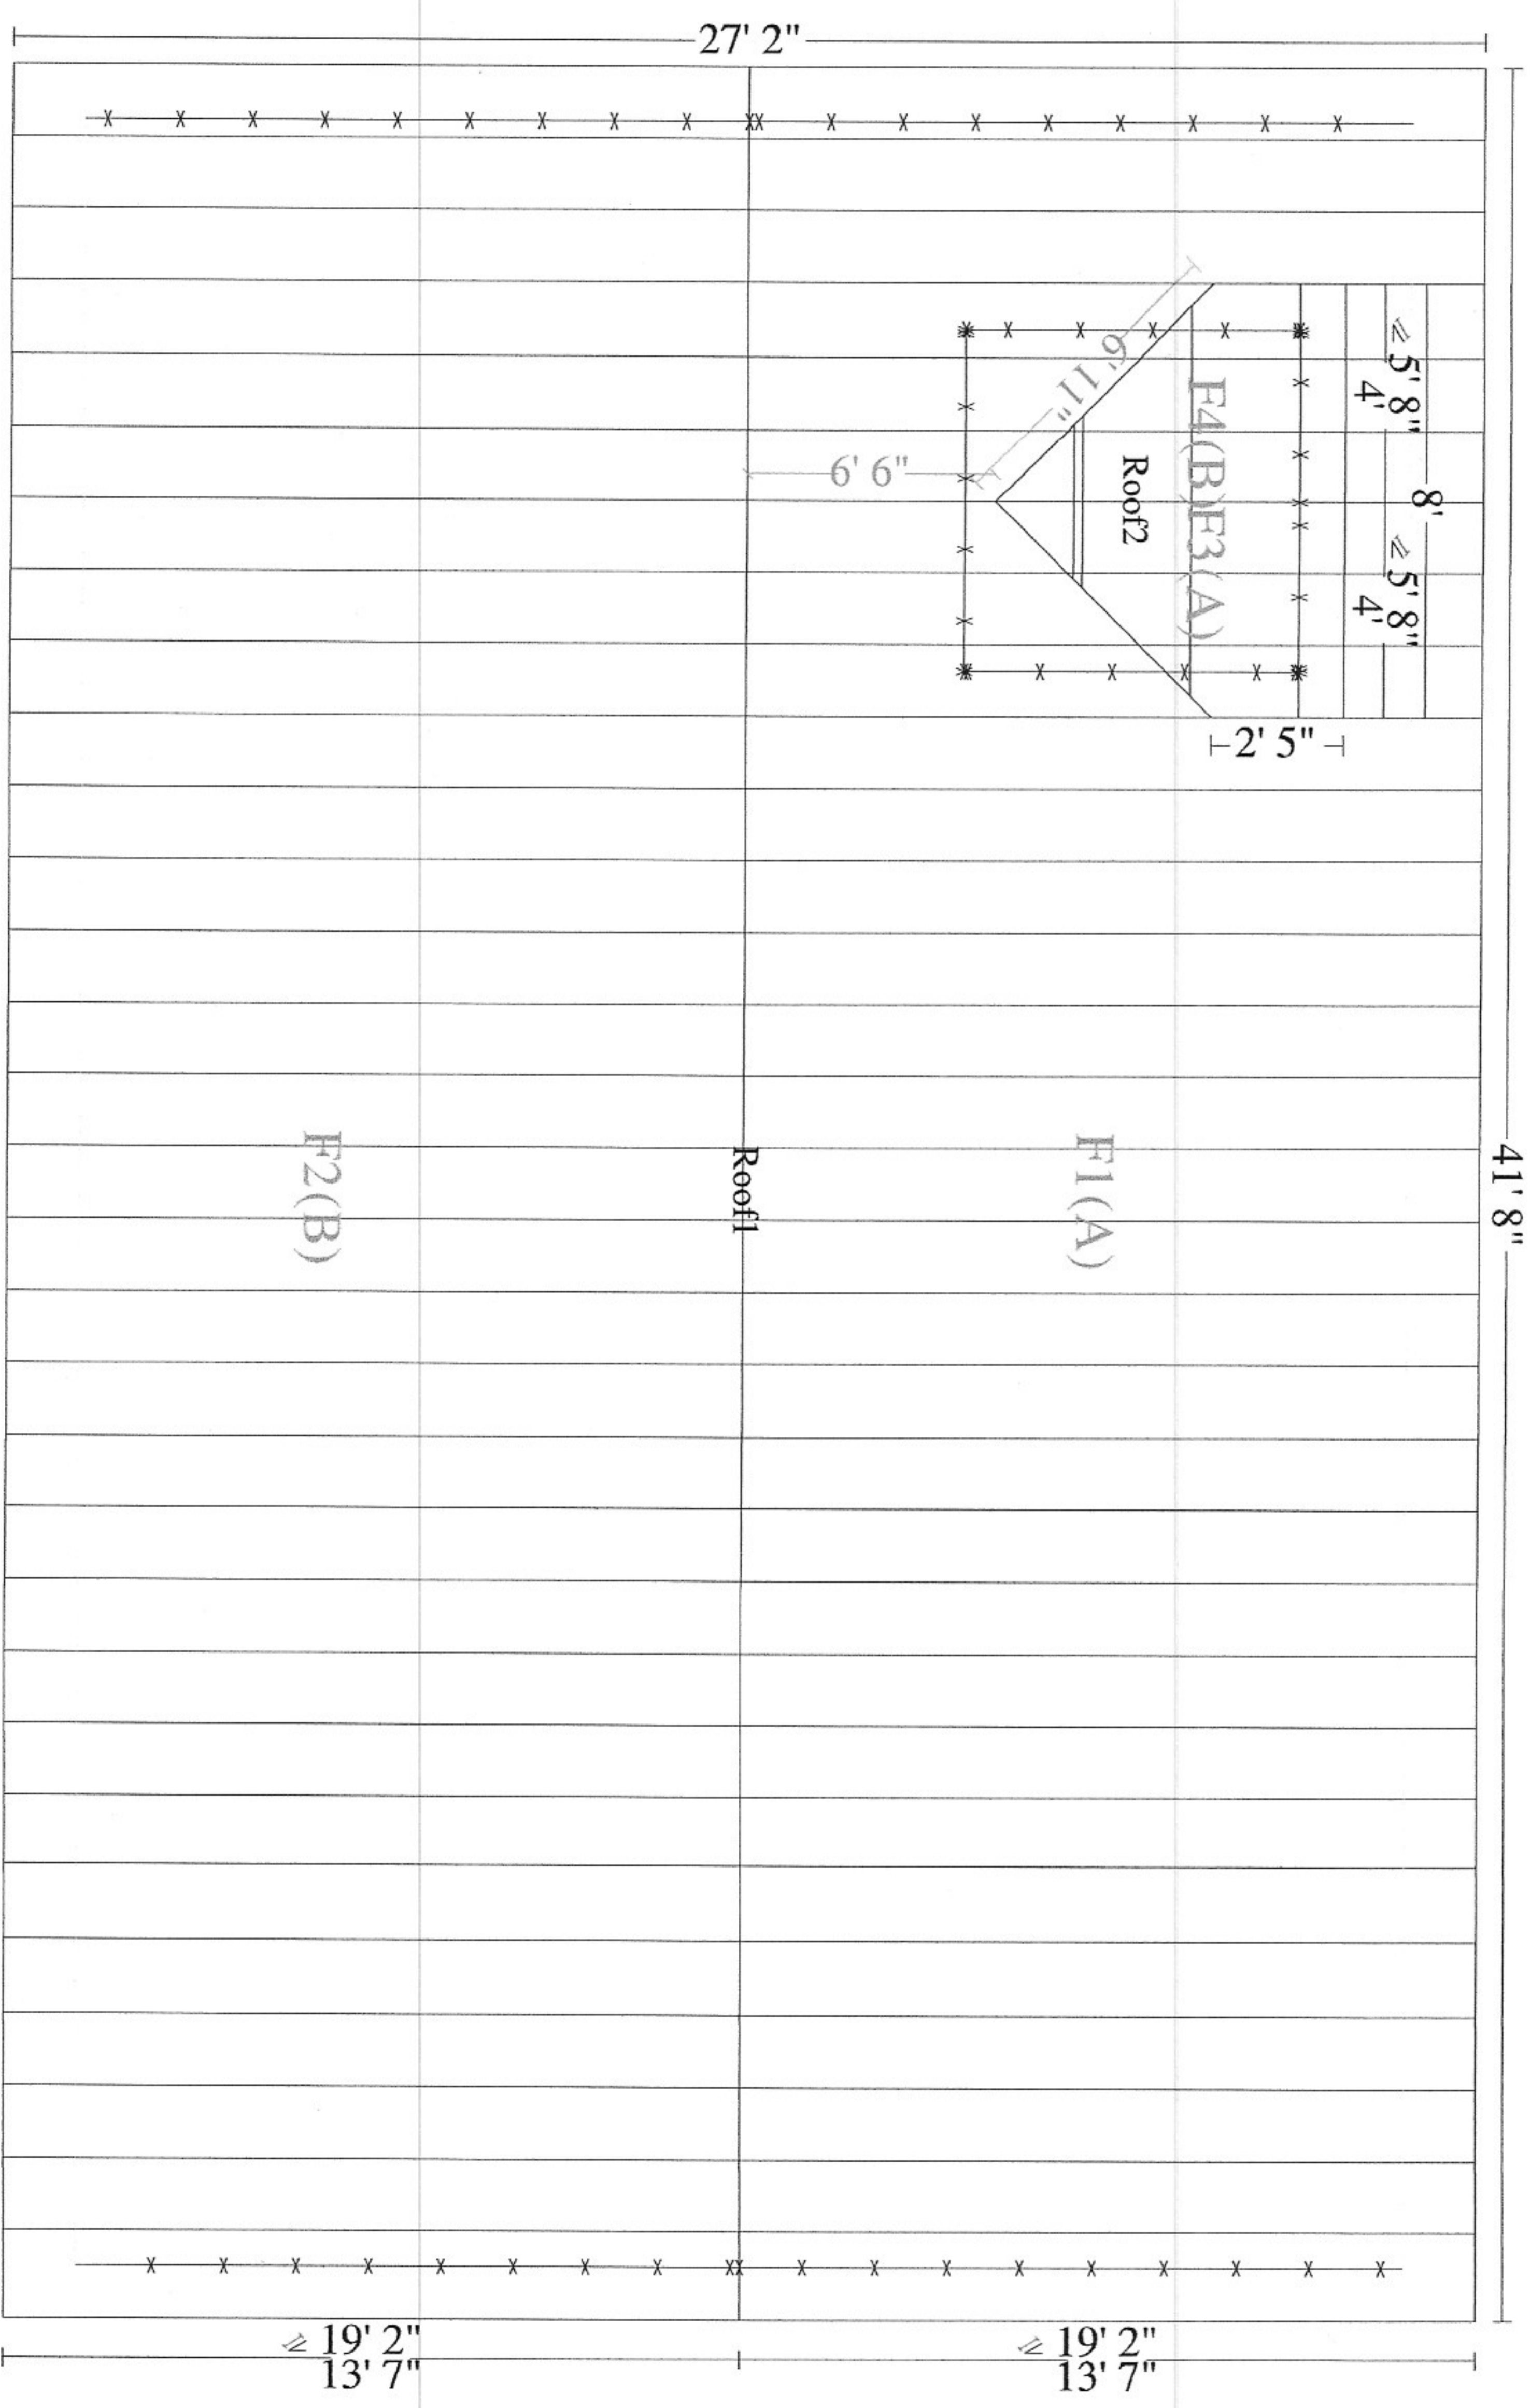 27' 2"
41' 8"
5' 8"
4'
8'
5' 8"
4'
6' 11"
F4(B)F3(A)
Roof2
6' 6"
2' 5"
F2(B)
Roof1
F1(A)
19' 2"
13' 7"
19' 2"
13' 7"